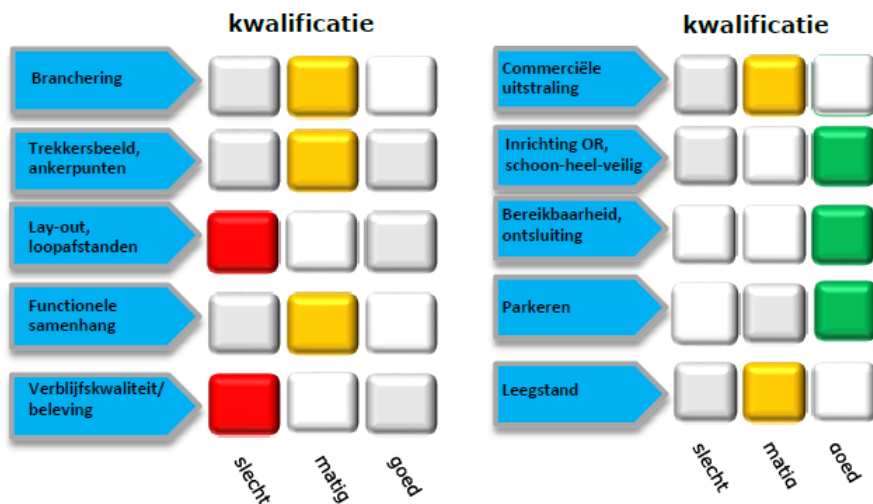 kwalificatie
Branchering
Trekkersbeeld,
ankerpunten
Lay-out,
loopafstanden
Functionele
samenhang
Verblijfskwaliteit/
beleving
slecht
matig
goed
kwalificatie
Commerciële
uitstraling
Inrichting OR,
schoon-heel-veilig
Bereikbaarheid,
ontsluiting
Parkeren
Leegstand
slecht
matig
goed